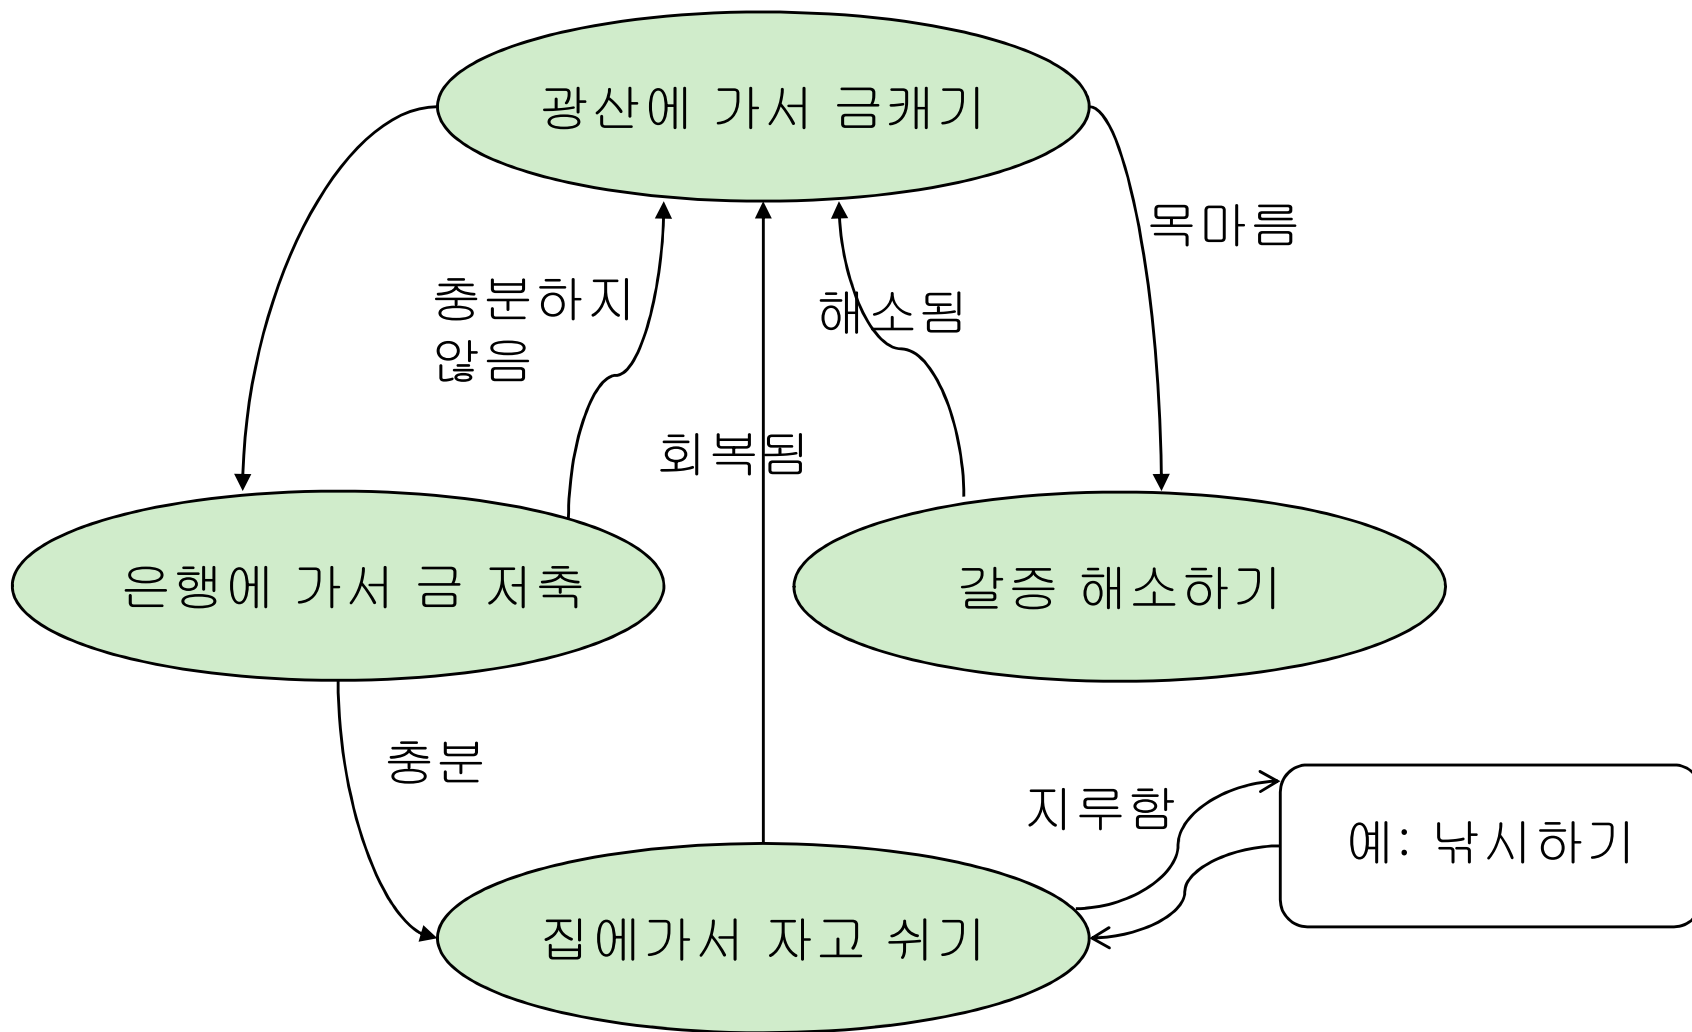 광산에 가서 금캐기
목마름
충분하지
않음
해소됨
회복됨
은행에 가서 금 저축
갈증 해소하기
충분
지루함
예: 낚시하기
집에가서 자고 쉬기